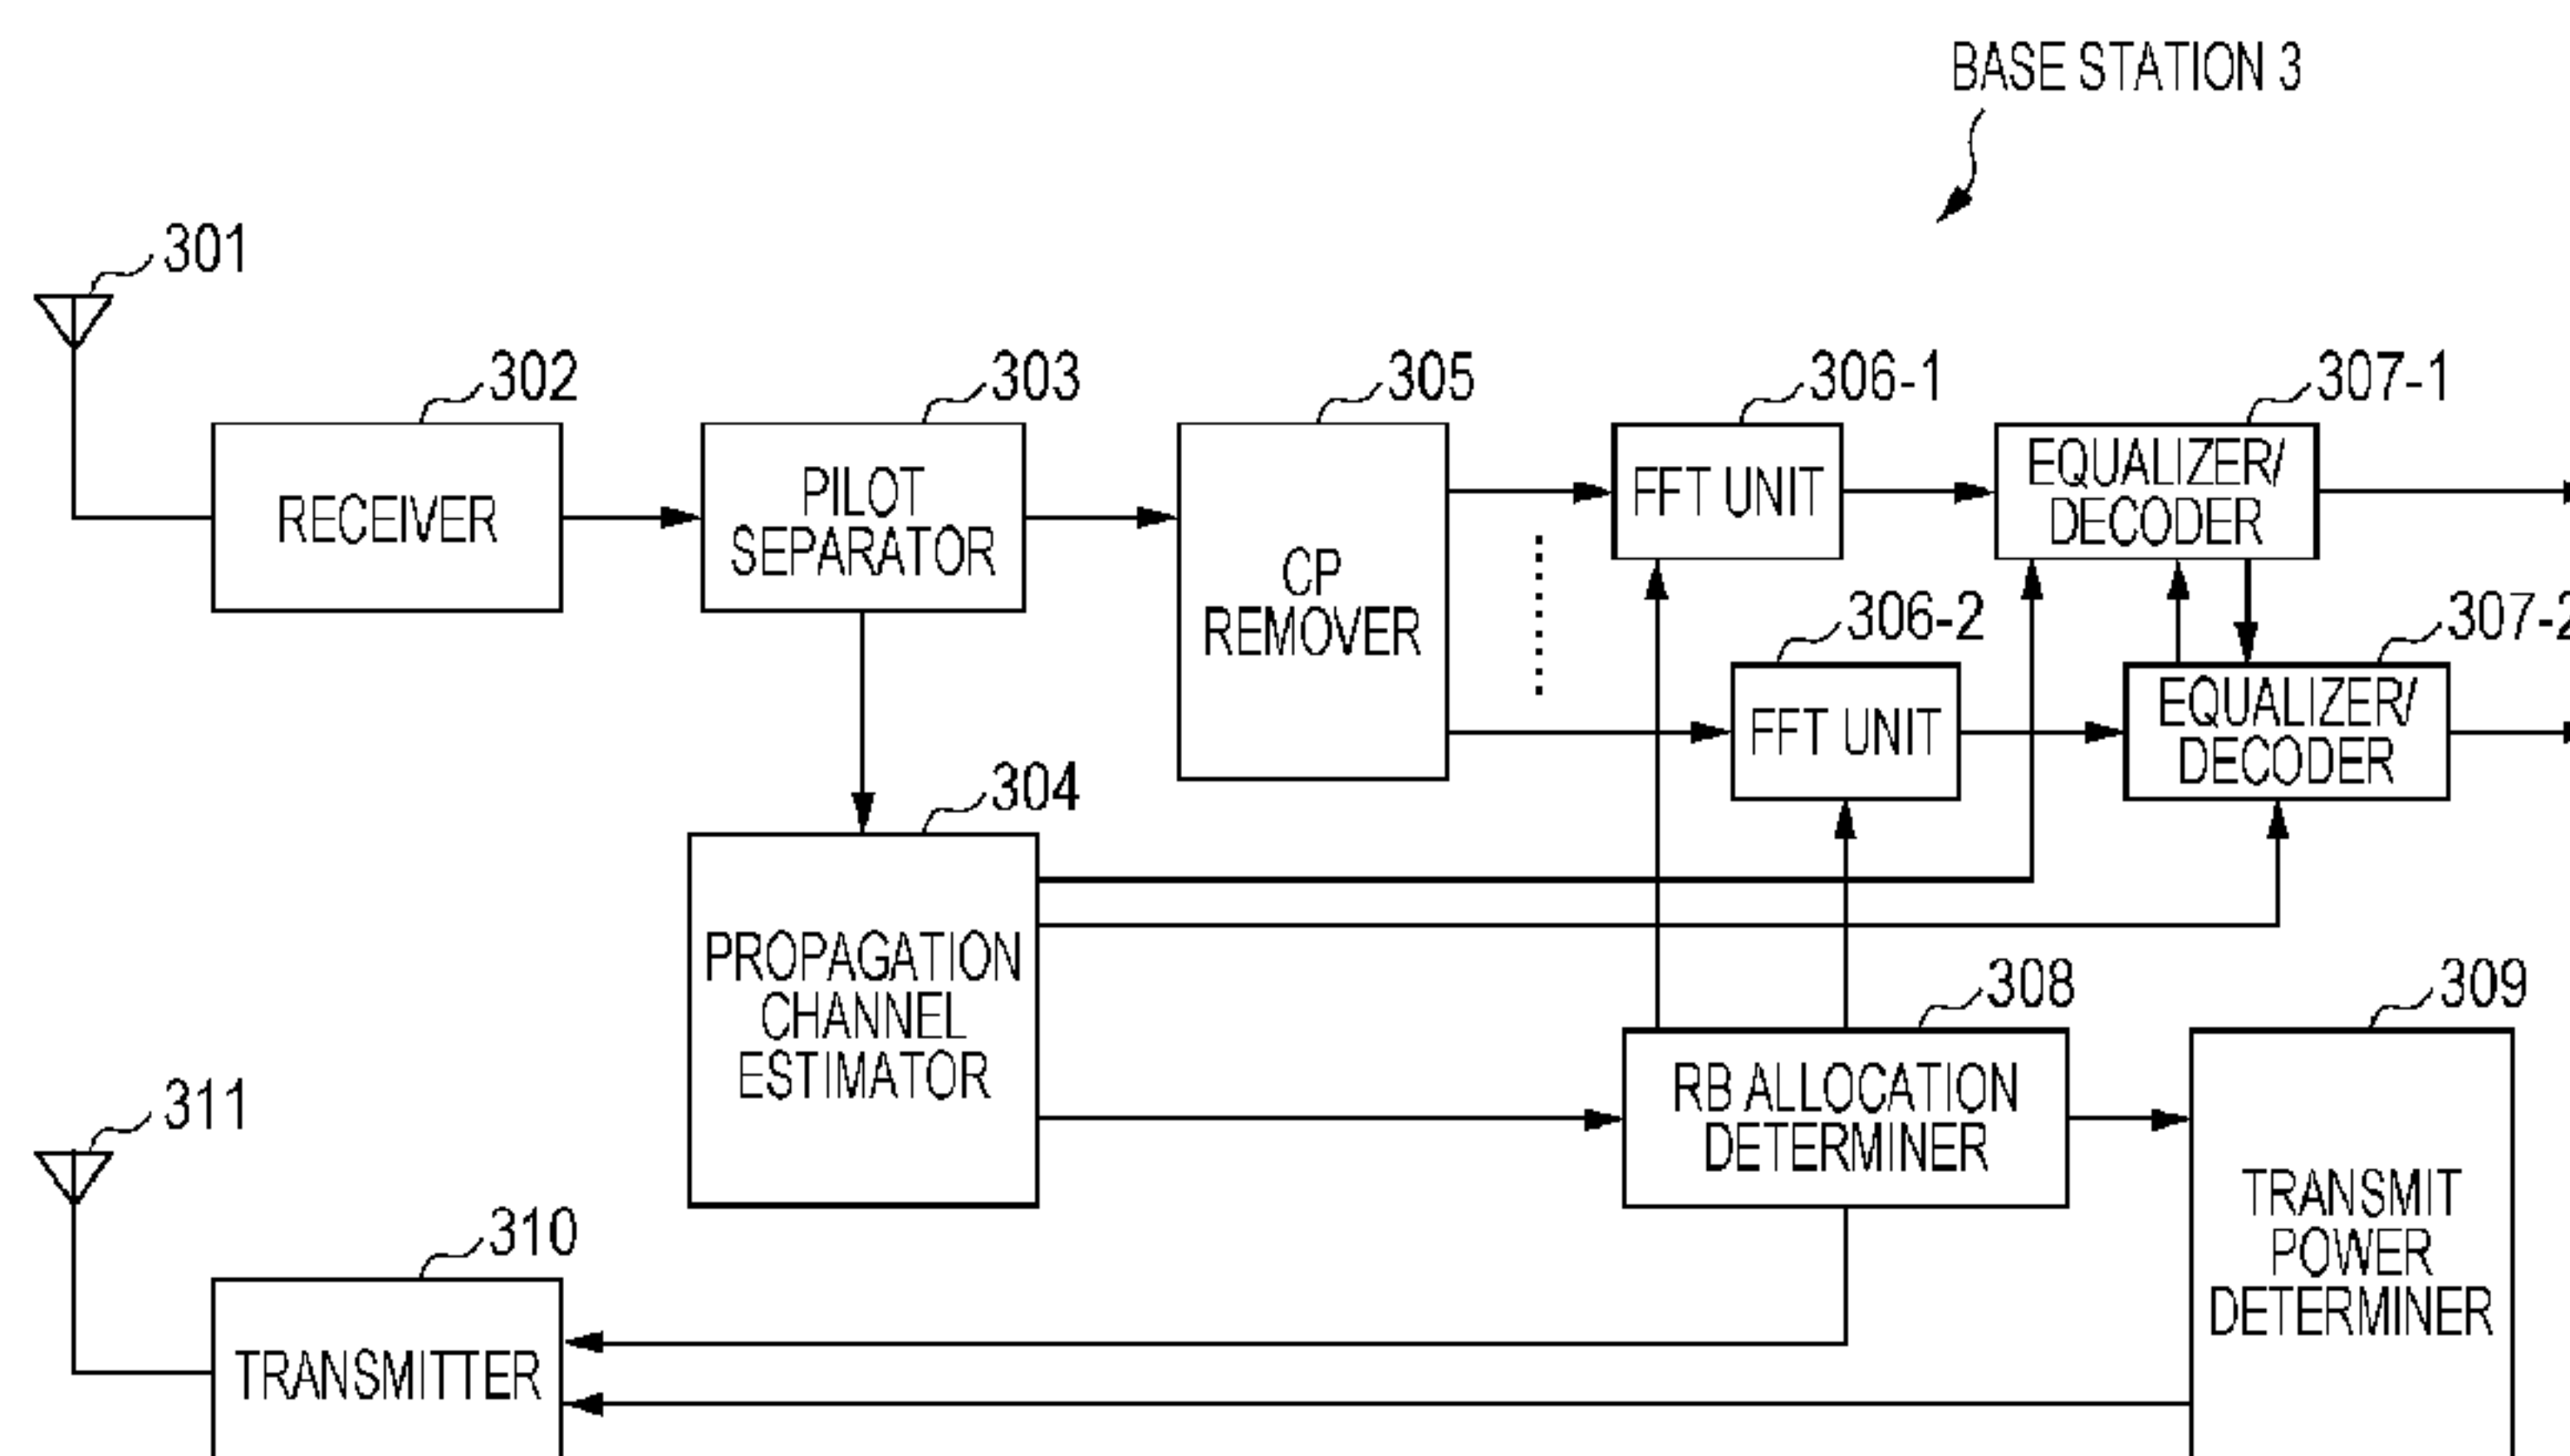 BASE STATION 3
301
302
303
305
306-1
307-1
RECEIVER
PILOT
SEPARATOR
CP
REMOVER
FFT UNIT
EQUALIZER/
DECODER
306-2
307-2
FFT UNIT
EQUALIZER/
DECODER
304
PROPAGATION
CHANNEL
ESTIMATOR
308
309
RB ALLOCATION
DETERMINER
TRANSMIT
POWER
DETERMINER
311
310
TRANSMITTER